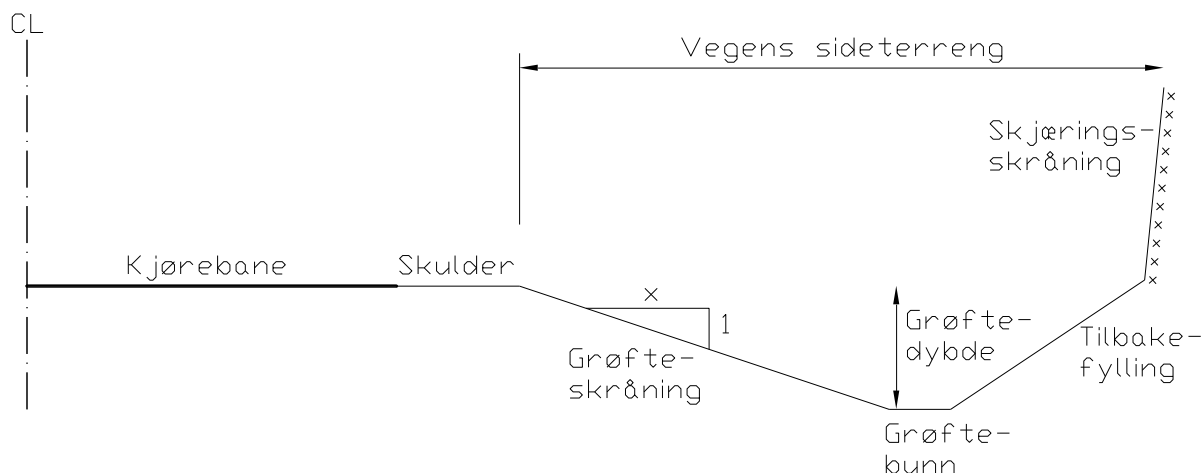 CL
Vegens sideterreng
Skjærings-
skråning
Kjørebane
Skulder
x
1
Grøfte-
skråning
Grøfte-
dybde
Tilbake-
fylling
Grøfte-
bunn